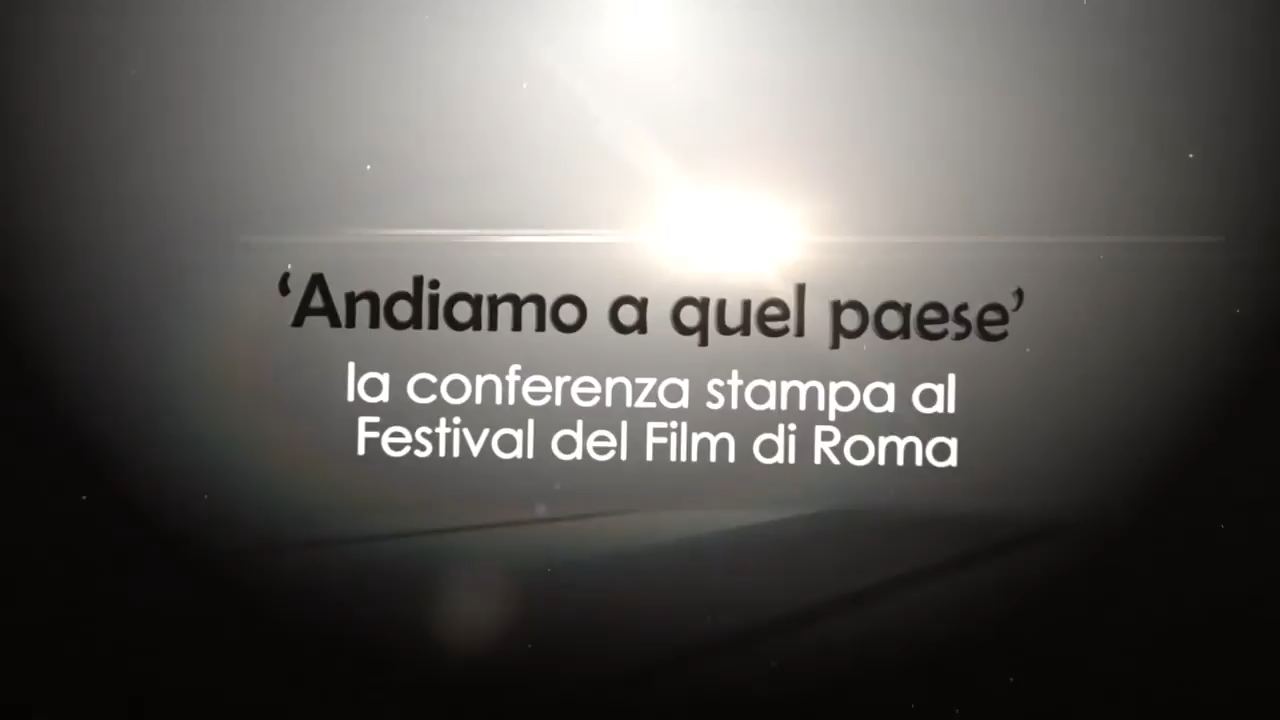 ‘Andiamo a quel paese’
la conferenza stampa al
Festival del Film di Roma